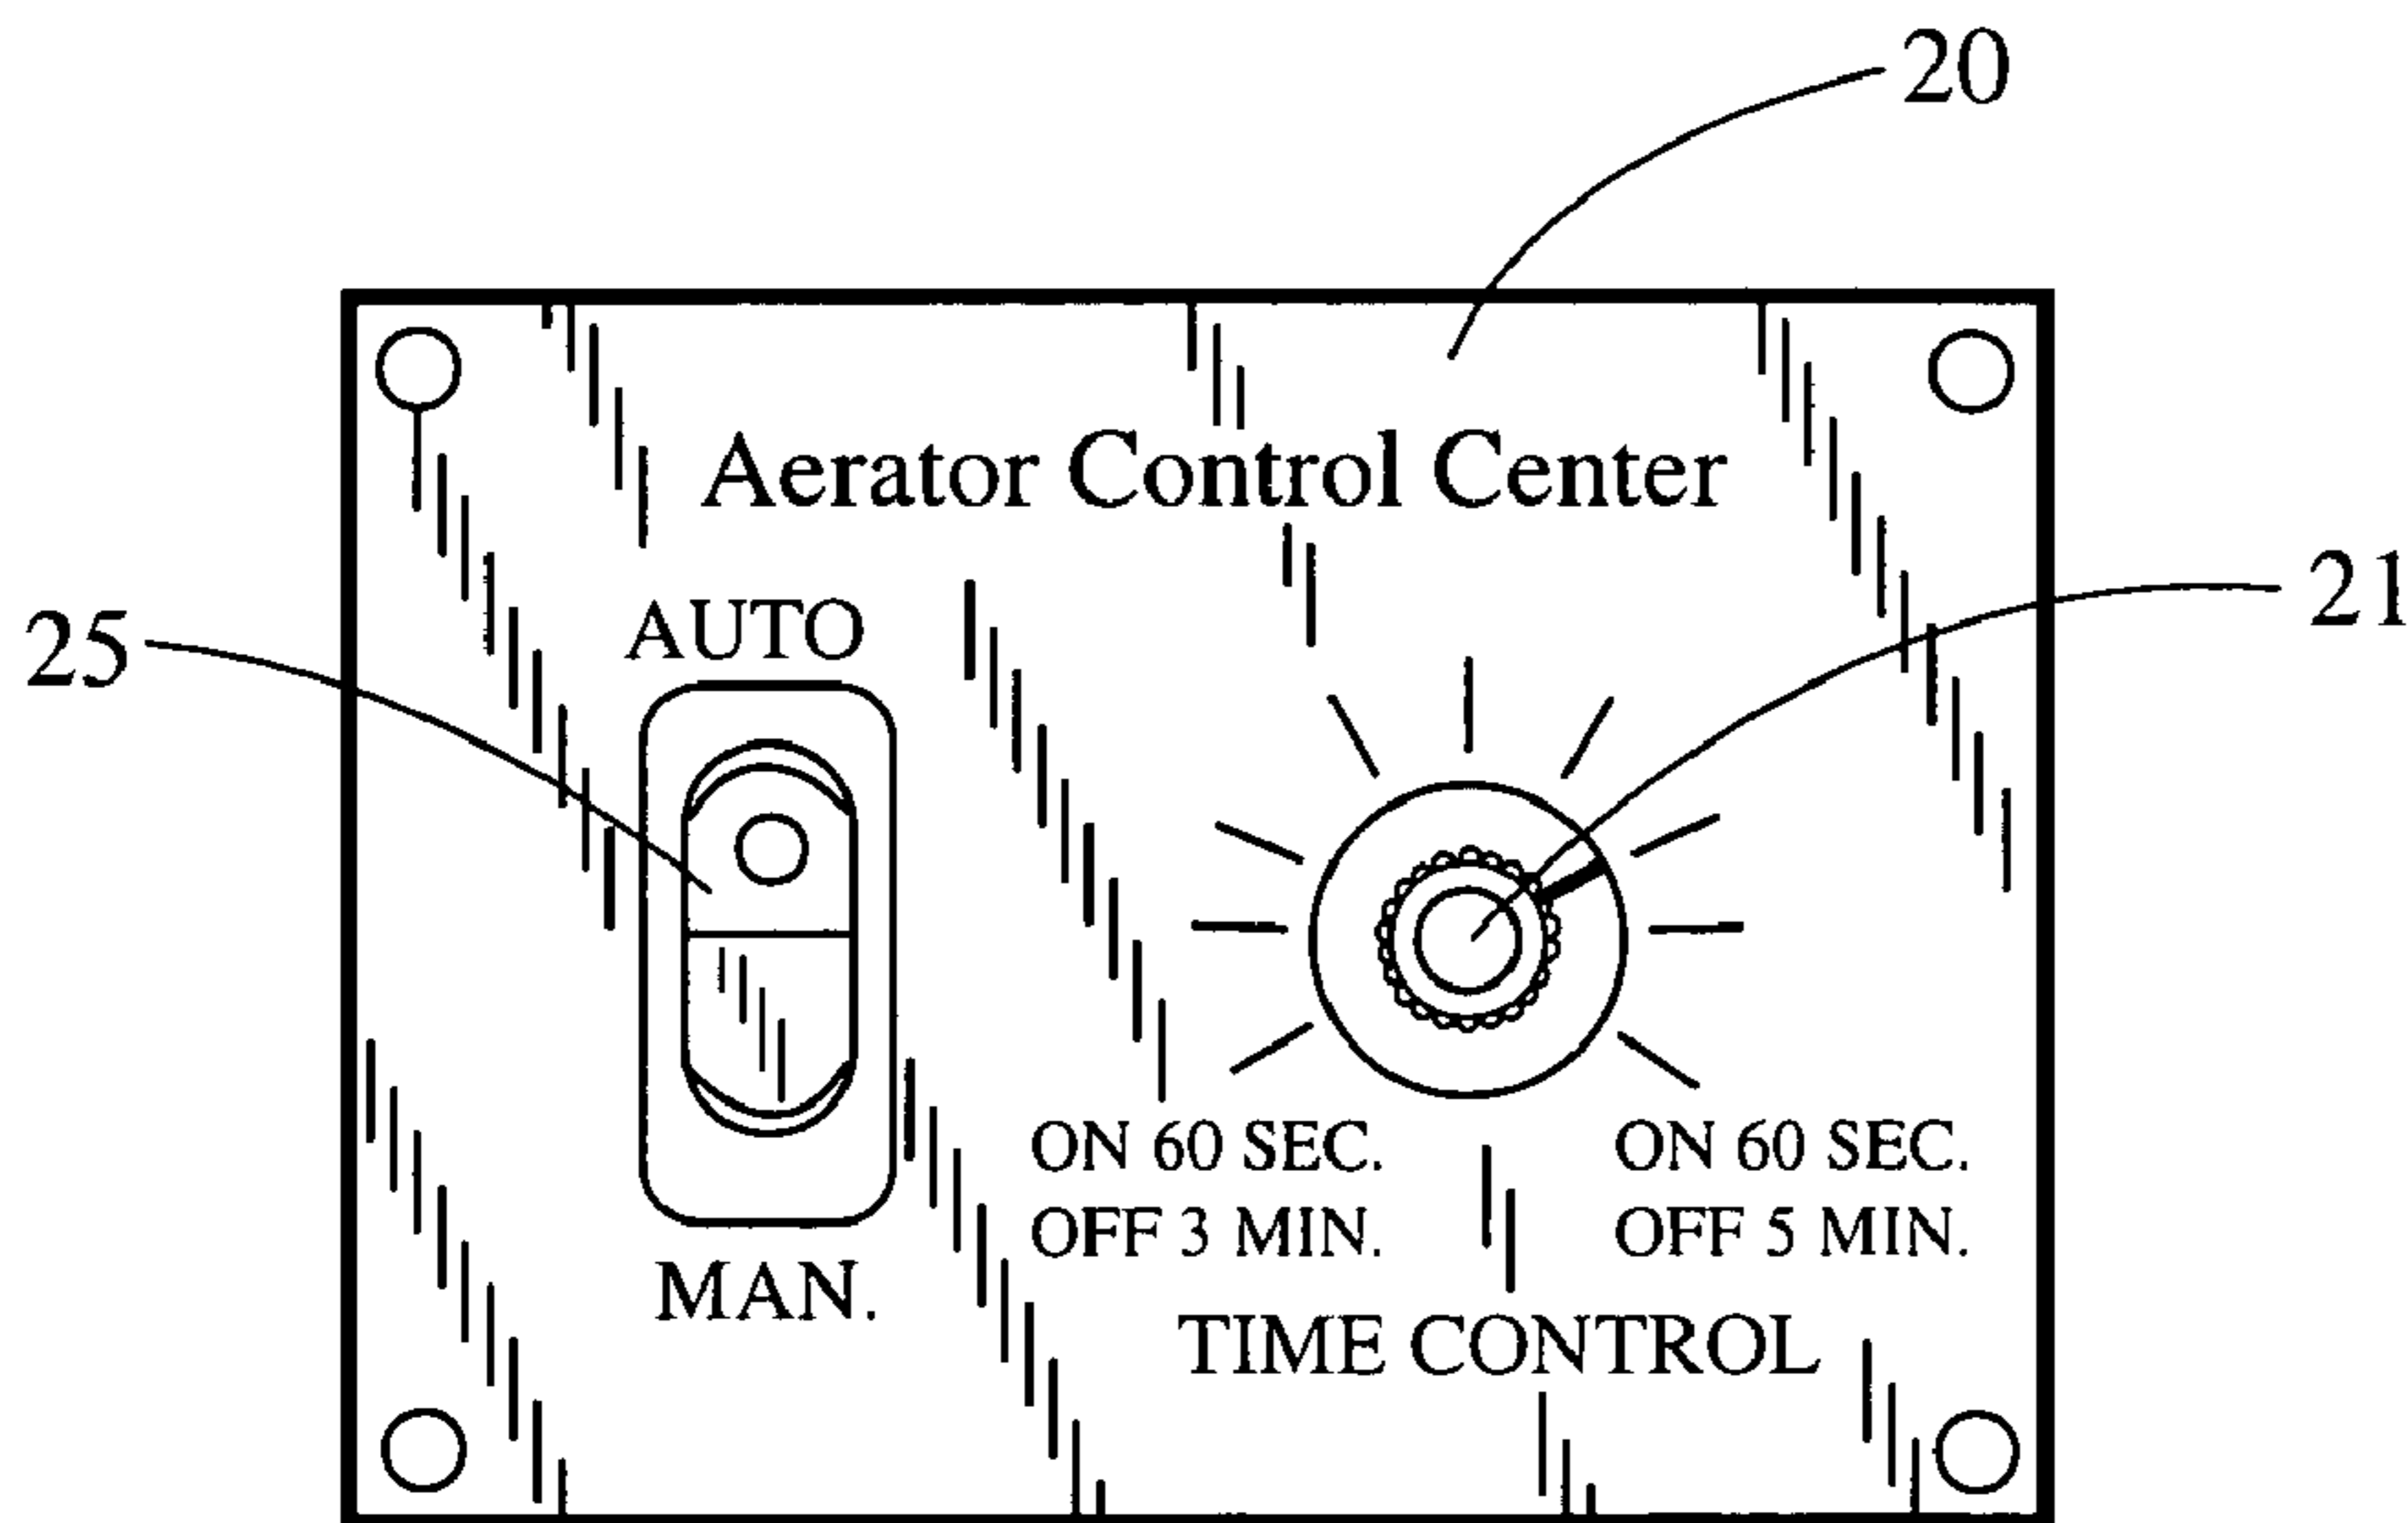 20
Aerator Control Center
21
25
AUTO
MAN.
ON 60 SEC.
OFF 3 MIN.
ON 60 SEC.
OFF 5 MIN.
TIME CONTROL